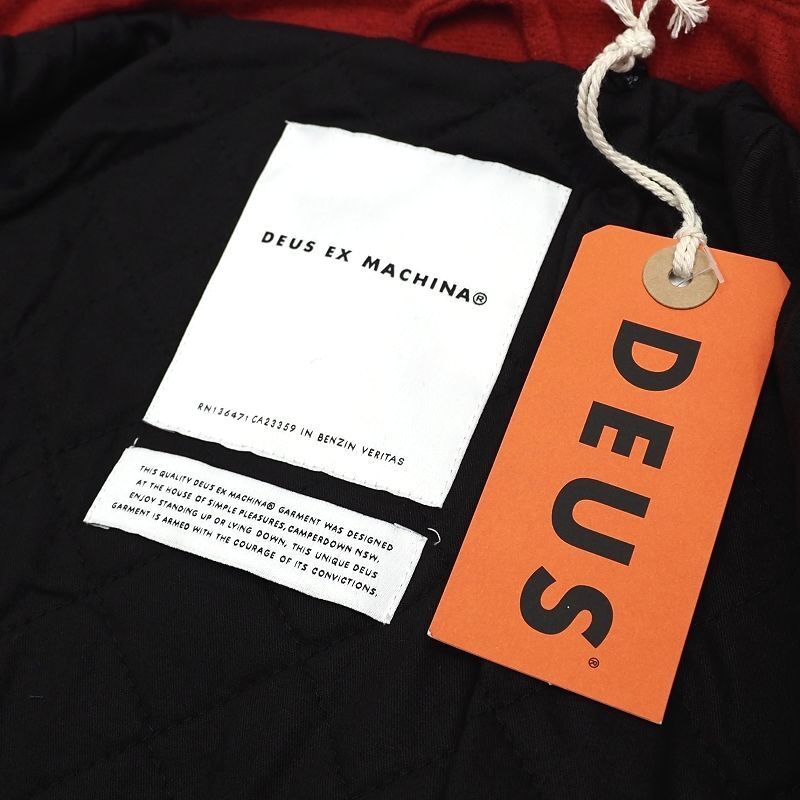 DEUS EX MACHINA®
RN136471 CA23359 IN BENZIN VERITAS
THIS QUALITY DEUS EX MACHINA® GARMENT WAS DESIGNED
AT THE HOUSE OF SIMPLE PLEASURES, CAMPERDOWN NSW.
ENJOY STANDING UP OR LYING DOWN, THIS UNIQUE DEUS
GARMENT IS ARMED WITH THE COURAGE OF ITS CONVICTIONS.
DEUS®